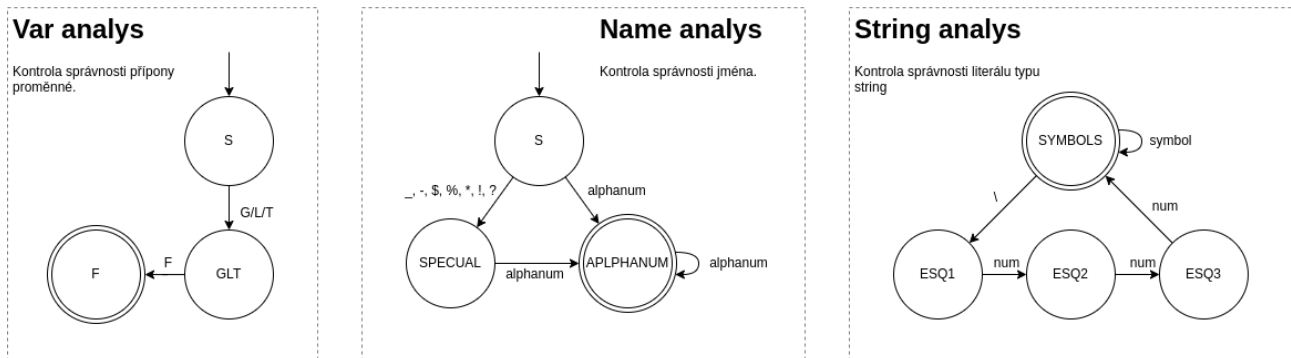 Var analys
Kontrola správnosti přípony
proměnné.
S
G/L/T
F
F
GLT
Name analys
Kontrola správnosti jména.
S
_, -, $, %, *, !, ?
alphanum
SPECUAL
alphanum
APLPHANUM
alphanum
String analys
Kontrola správnosti literálu typu
string
SYMBOLS
symbol
\
num
ESQ1
num
ESQ2
num
ESQ3